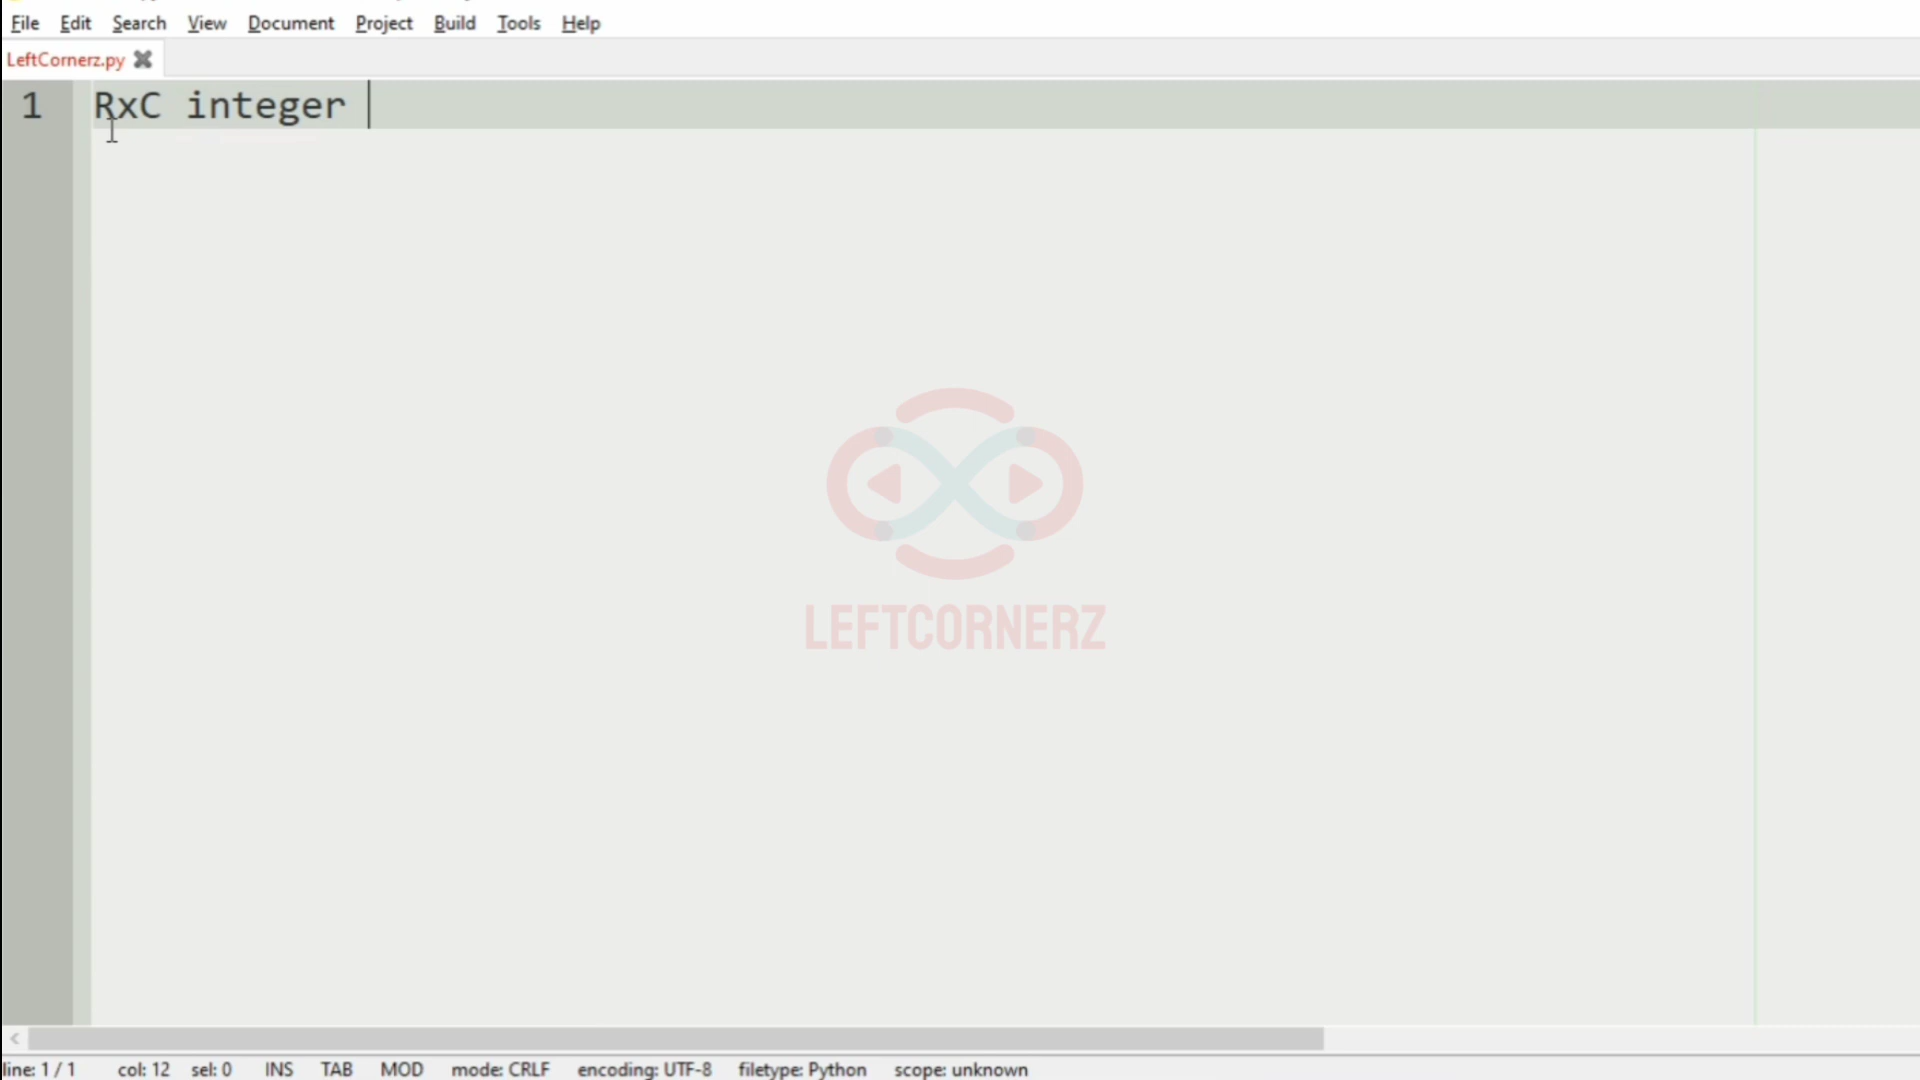 File Edit Search View Document Project Build Tools Help
LeftCornerz.py
1 RxC integer
LEFTCORNERZ
line: 1 / 1 col: 12 sel: 0 INS TAB MOD mode: CRLF encoding: UTF-8 filetype: Python scope: unknown